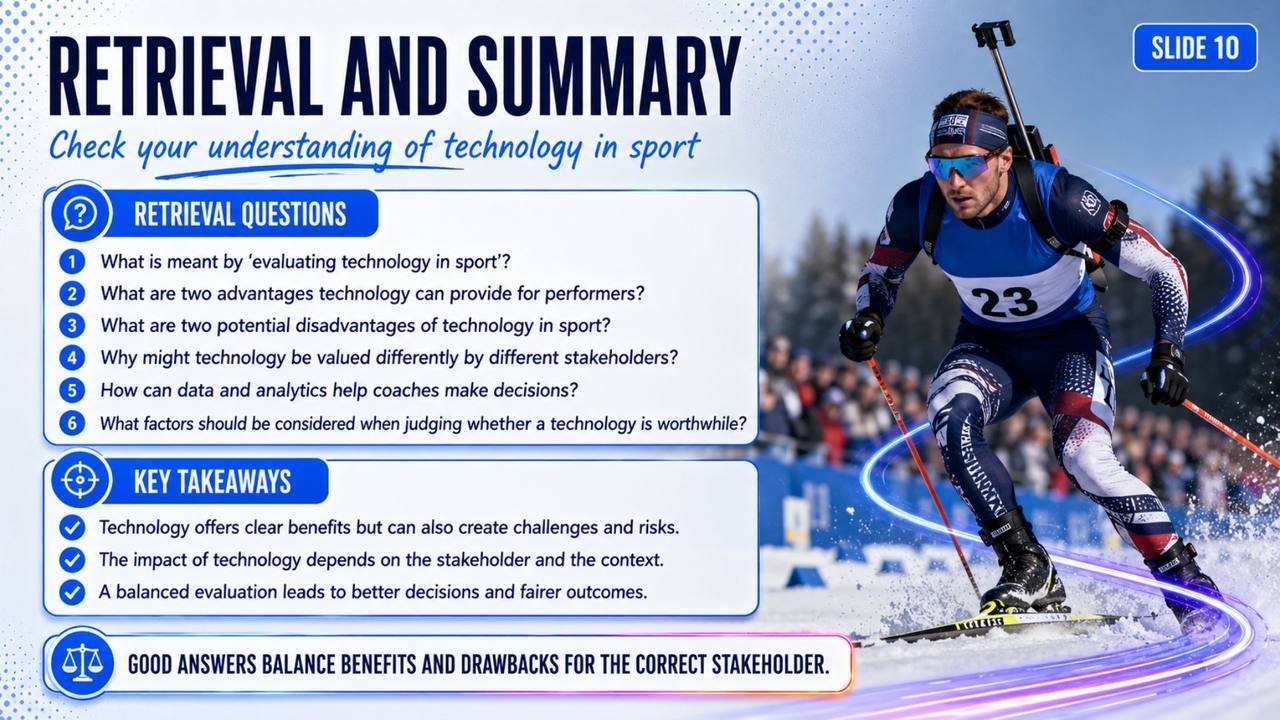 RETRIEVAL AND SUMMARY
SLIDE 10
Check your understanding of technology in sport
RETRIEVAL QUESTIONS
1 What is meant by ‘evaluating technology in sport’?
2 What are two advantages technology can provide for performers?
3 What are two potential disadvantages of technology in sport?
4 Why might technology be valued differently by different stakeholders?
5 How can data and analytics help coaches make decisions?
6 What factors should be considered when judging whether a technology is worthwhile?
KEY TAKEAWAYS
Technology offers clear benefits but can also create challenges and risks.
The impact of technology depends on the stakeholder and the context.
A balanced evaluation leads to better decisions and fairer outcomes.
GOOD ANSWERS BALANCE BENEFITS AND DRAWBACKS FOR THE CORRECT STAKEHOLDER.
23